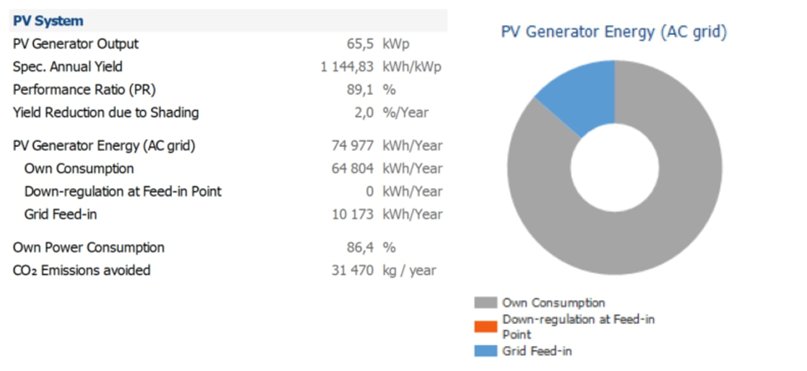 PV System
PV Generator Output 65,5 kWp
Spec. Annual Yield 1 144,83 kWh/kWp
Performance Ratio (PR) 89,1 %
Yield Reduction due to Shading 2,0 %/Year
PV Generator Energy (AC grid) 74 977 kWh/Year
Own Consumption 64 804 kWh/Year
Down-regulation at Feed-in Point 0 kWh/Year
Grid Feed-in 10 173 kWh/Year
Own Power Consumption 86,4 %
CO₂ Emissions avoided 31 470 kg / year
PV Generator Energy (AC grid)
Own Consumption
Down-regulation at Feed-in
Point
Grid Feed-in